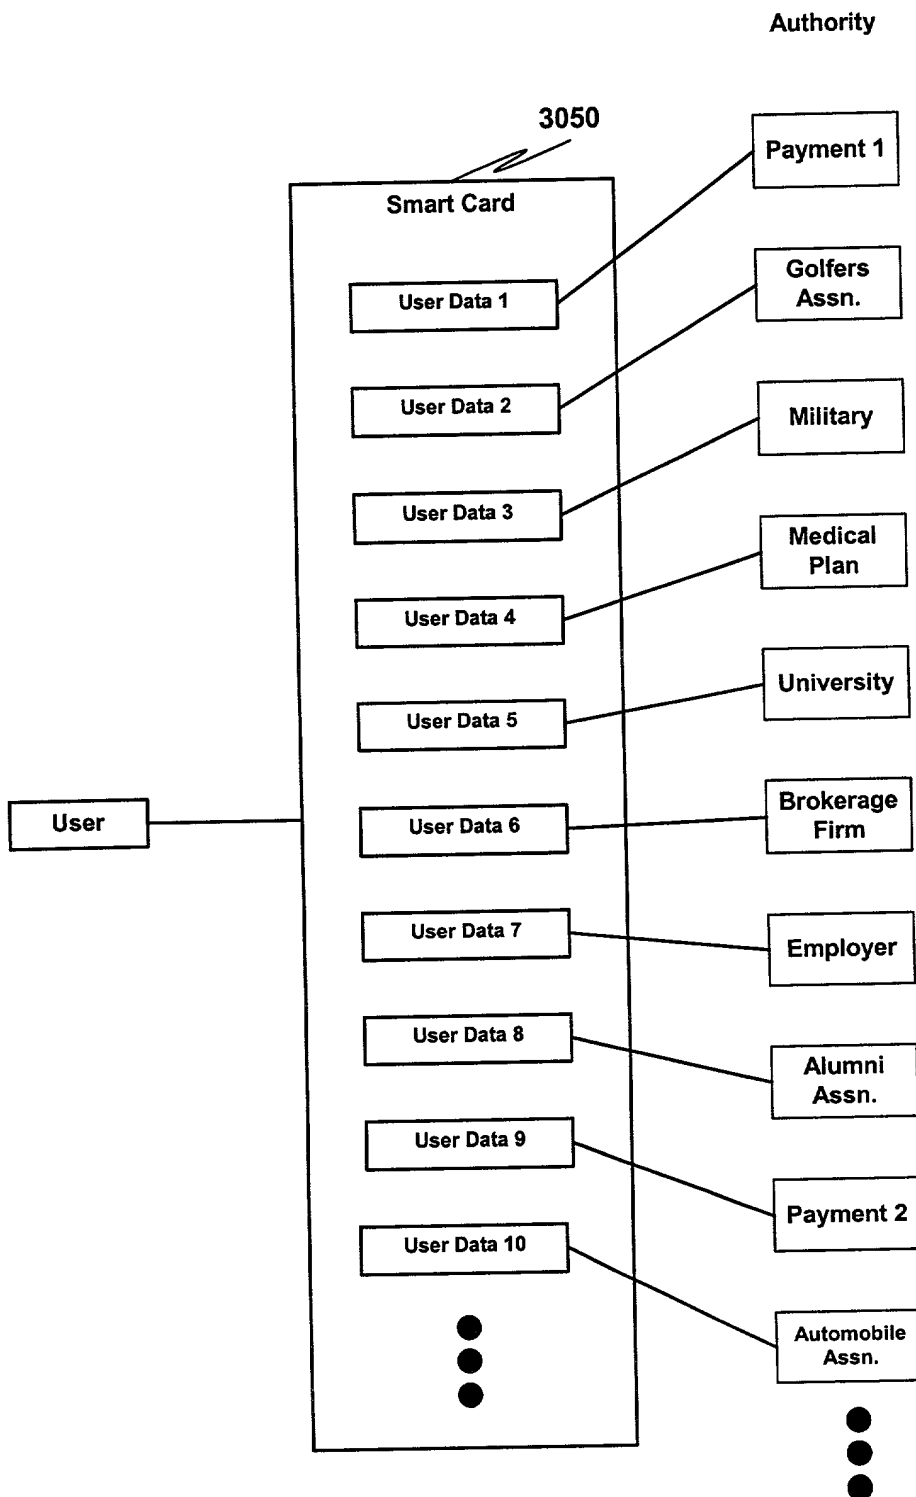 Authority
3050
Smart Card
Payment 1
User Data 1
Golfers
Assn.
User Data 2
Military
User Data 3
Medical
Plan
User Data 4
University
User Data 5
User
User Data 6
Brokerage
Firm
User Data 7
Employer
User Data 8
Alumni
Assn.
User Data 9
Payment 2
User Data 10
Automobile
Assn.